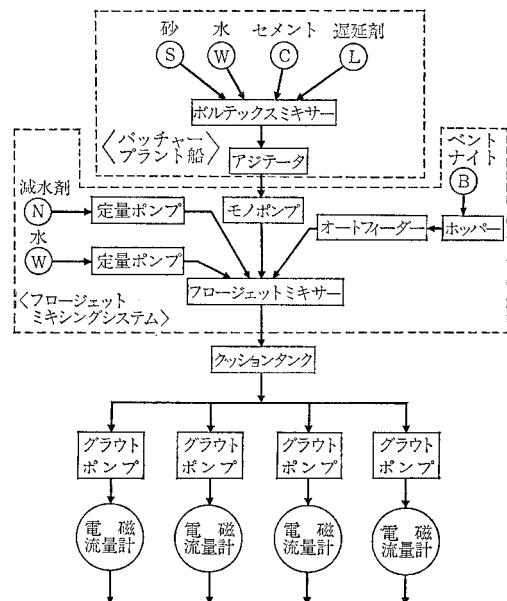 砂 水 セメント 遅延剤
S W C L
ボルテックスミキサー
〈バッチャー
プラント船〉
アジテータ
ベント
ナイト
B
減水剤
N 定量ポンプ モノポンプ オートフィーダー ホッパー
水
W 定量ポンプ
フロージェットミキサー
〈フロージェット
ミキシングシステム〉
クッションタンク
グラウト グラウト グラウト グラウト
ポンプ ポンプ ポンプ ポンプ
電磁 電磁 電磁 電磁
流量計 流量計 流量計 流量計